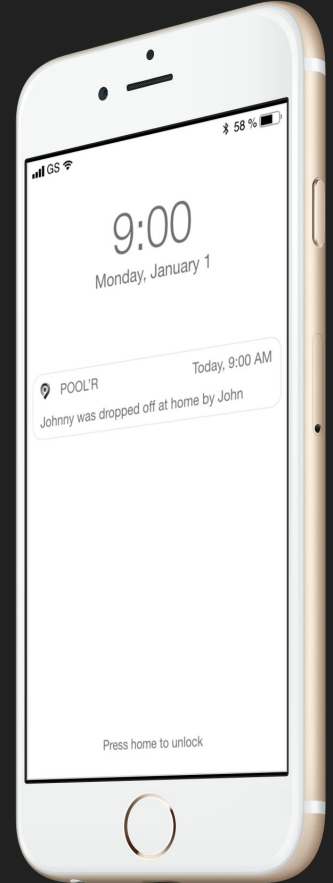 GS
58 %
9:00
Monday, January 1
POOL'R
Today, 9:00 AM
Johnny was dropped off at home by John
Press home to unlock